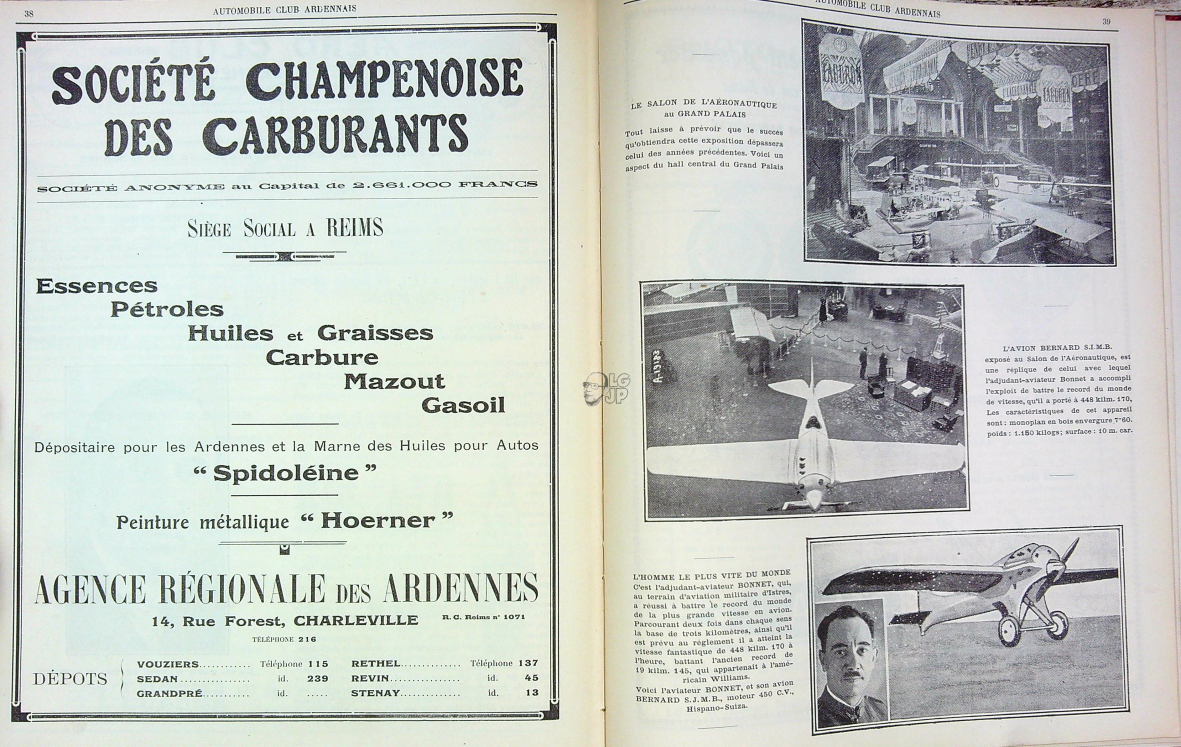 38
AUTOMOBILE CLUB ARDENNAIS
SOCIÉTÉ CHAMPENOISE
DES CARBURANTS
SOCIÉTÉ ANONYME au Capital de 2.661.000 FRANCS
SIÈGE SOCIAL A REIMS
Essences
Pétroles
Huiles et Graisses
Carbure
Mazout
Gasoil
Dépositaire pour les Ardennes et la Marne des Huiles pour Autos
“ Spidoléine ”
Peinture métallique “ Hoerner ”
AGENCE RÉGIONALE DES ARDENNES
14, Rue Forest, CHARLEVILLE R. C. Reims n° 1071
TÉLÉPHONE 216
DÉPOTS
VOUZIERS............ Téléphone 115 RETHEL............. Téléphone 137
SEDAN .............. id. 239 REVIN............... id. 45
GRANDPRÉ........... id. ..... STENAY............. id. 13
AUTOMOBILE CLUB ARDENNAIS
39
LE SALON DE L'AÉRONAUTIQUE
au GRAND PALAIS
Tout laisse à prévoir que le succès
qu'obtiendra cette exposition dépassera
celui des années précédentes. Voici un
aspect du hall central du Grand Palais
L'AVION BERNARD S.I.M.B.
exposé au Salon de l'Aéronautique, est
une réplique de celui avec lequel
l'adjudant-aviateur Bonnet a accompli
l'exploit de battre le record du monde
de vitesse, qu'il a porté à 448 kilm. 170,
Les caractéristiques de cet appareil
sont : monoplan en bois envergure 7m60.
poids : 1.150 kilogs; surface : 10 m. car.
LG
JP
L'HOMME LE PLUS VITE DU MONDE
C'est l'adjudant-aviateur BONNET, qui,
au terrain d'aviation militaire d'Istres,
a réussi à battre le record du monde
de la plus grande vitesse en avion.
Parcourant deux fois dans chaque sens
la base de trois kilomètres, ainsi qu'il
est prévu au réglement il a atteint la
vitesse fantastique de 448 kilm. 170 à
l'heure, battant l'ancien record de
19 kilm. 145, qui appartenait à l'amé-
ricain Williams.
Voici l'aviateur BONNET, et son avion
BERNARD S.J.M.B., moteur 450 C.V.,
Hispano-Suiza.